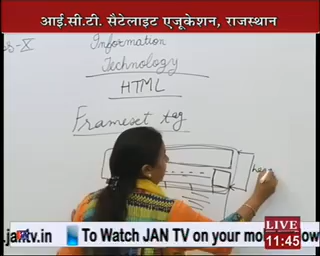 आई.सी.टी. सैटेलाइट एजूकेशन, राजस्थान
s-X
Information
Technology
HTML
Frameset tag
LIVE
11:45
.jantv.in To Watch JAN TV on your mo